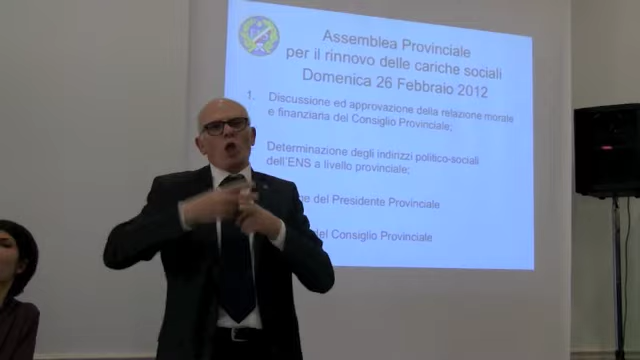 Assemblea Provinciale
per il rinnovo delle cariche sociali
Domenica 26 Febbraio 2012
1. Discussione ed approvazione della relazione morale
e finanziaria del Consiglio Provinciale;
Determinazione degli indirizzi politico-sociali
dell'ENS a livello provinciale;
del Presidente Provinciale
del Consiglio Provinciale